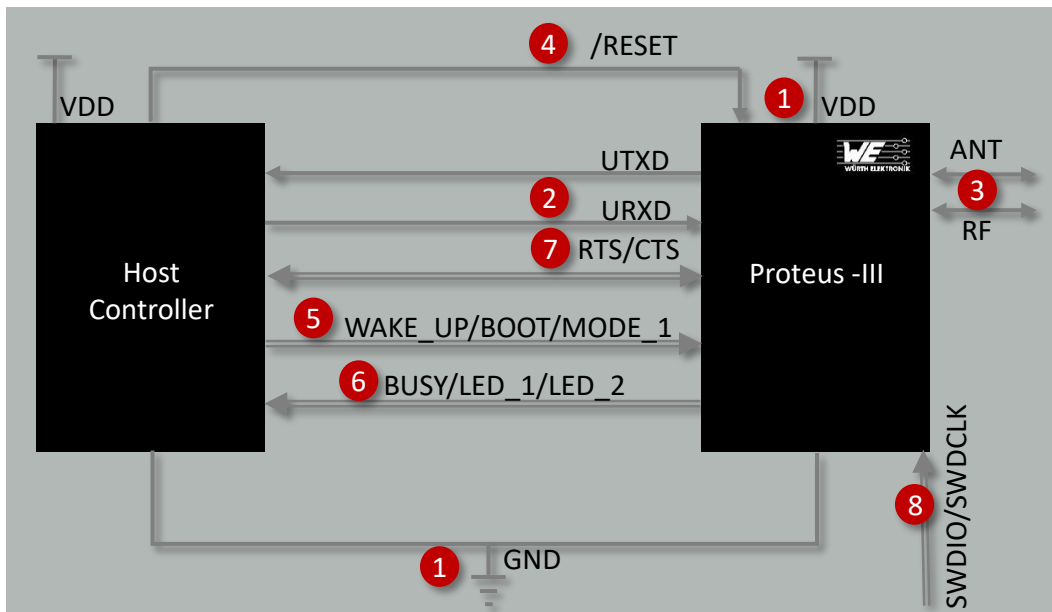 4 /RESET
VDD
1 VDD
WE
WÜRTH ELEKTRONIK
UTXD
ANT
2 URXD
3
RF
7 RTS/CTS
Host
Controller
Proteus -III
5 WAKE_UP/BOOT/MODE_1
6 BUSY/LED_1/LED_2
8 SWDIO/SWDCLK
1 GND